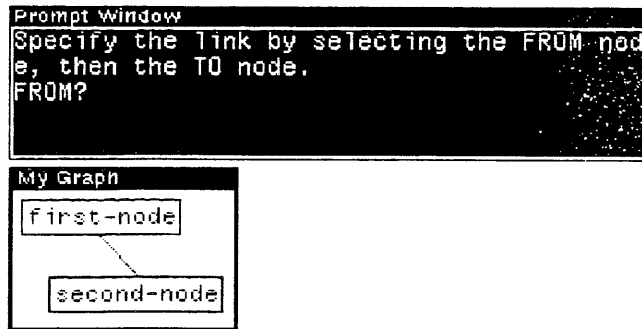 Prompt Window
Specify the link by selecting the FROM nod
e, then the TO node.
FROM?
My Graph
first-node
second-node